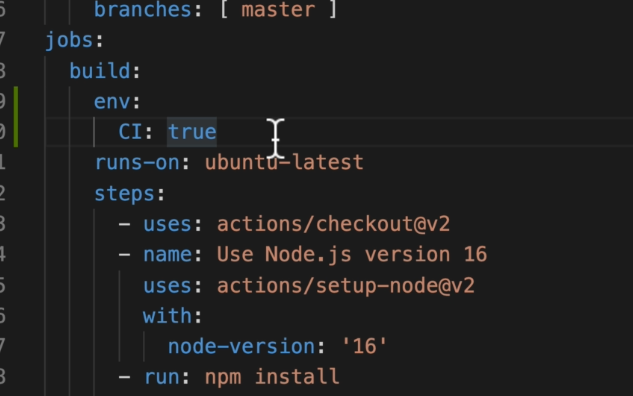 6 branches: [ master ]
7 jobs:
8 build:
9 env:
0 CI: true
1 runs-on: ubuntu-latest
2 steps:
3 - uses: actions/checkout@v2
4 - name: Use Node.js version 16
5 uses: actions/setup-node@v2
6 with:
7 node-version: '16'
8 - run: npm install